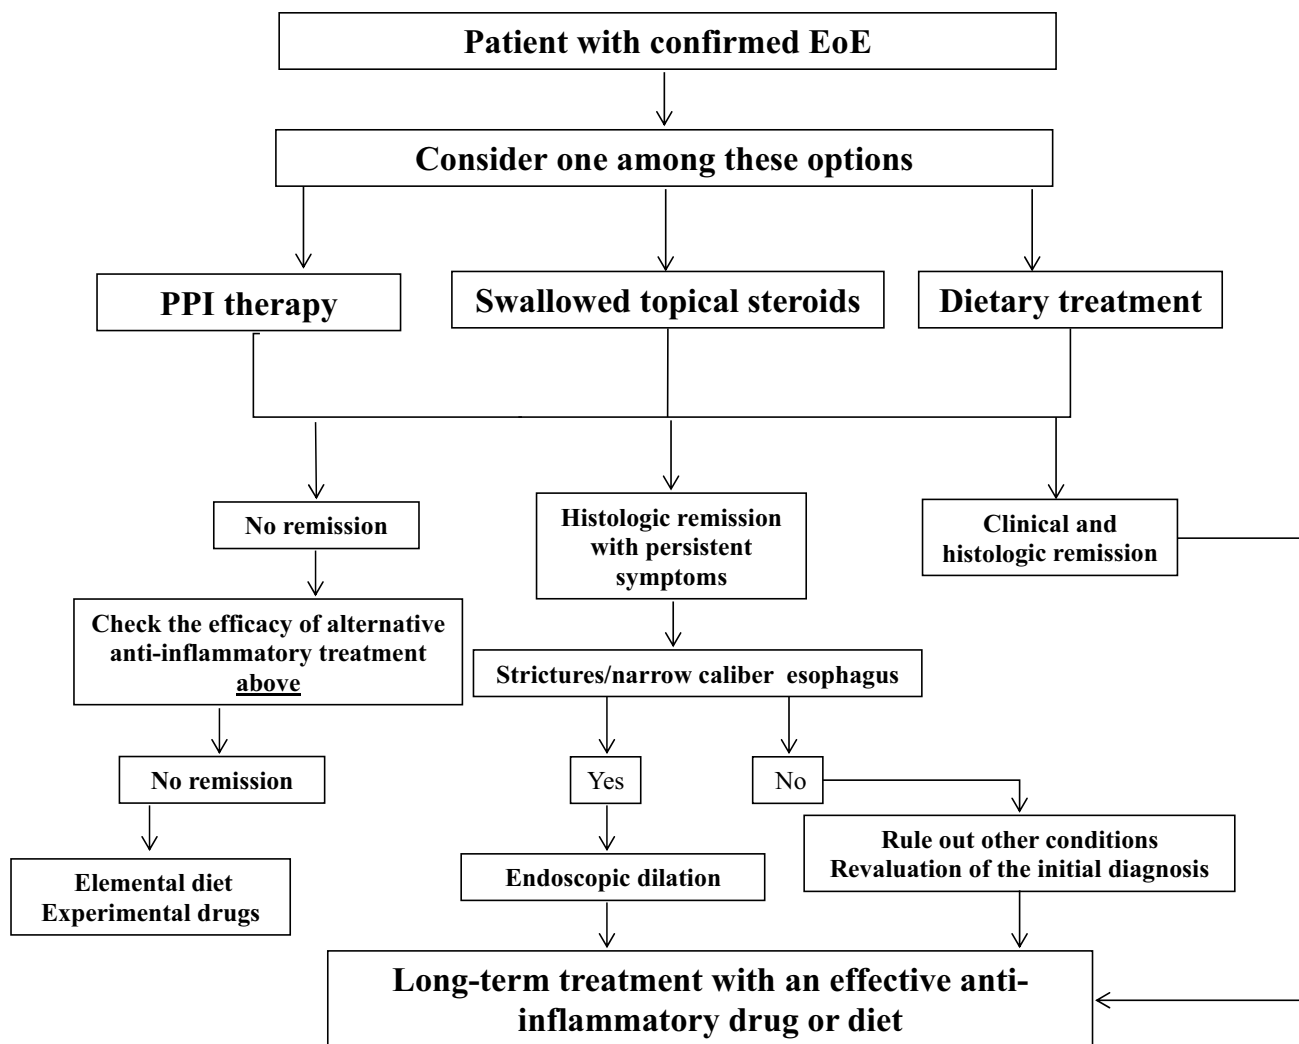 Patient with confirmed EoE
Consider one among these options
PPI therapy
Swallowed topical steroids
Dietary treatment
No remission
Histologic remission
with persistent
symptoms
Clinical and
histologic remission
Check the efficacy of alternative
anti-inflammatory treatment
above
Strictures/narrow caliber esophagus
No remission
Yes
No
Rule out other conditions
Revaluation of the initial diagnosis
Elemental diet
Experimental drugs
Endoscopic dilation
Long-term treatment with an effective anti-
inflammatory drug or diet